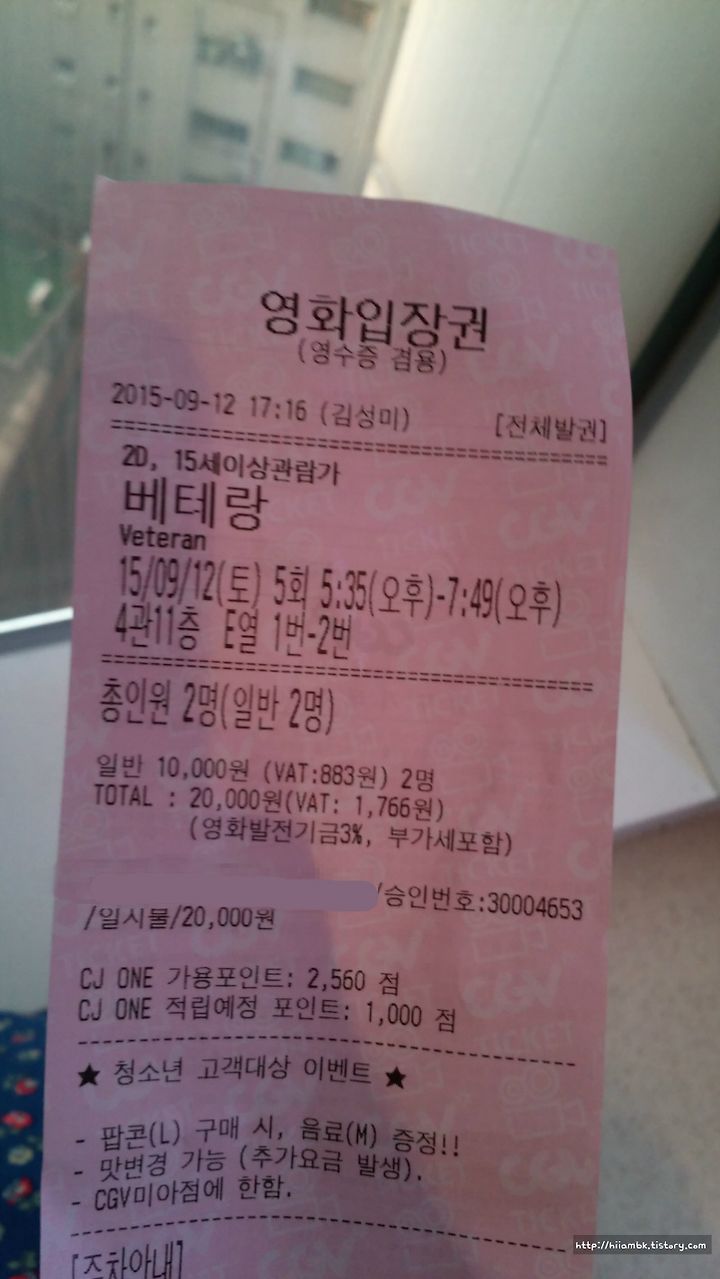 영화입장권
(영수증 겸용)
2015-09-12 17:16 (김성미) [전체발권]
2D, 15세이상관람가
베테랑
Veteran
15/09/12(토) 5회 5:35(오후)-7:49(오후)
4관11층 E열 1번-2번
총인원 2명(일반 2명)
일반 10,000원 (VAT:883원) 2명
TOTAL : 20,000원(VAT: 1,766원)
(영화발전기금3%, 부가세포함)
/승인번호:30004653
/일시불/20,000원
CJ ONE 가용포인트: 2,560 점
CJ ONE 적립예정 포인트: 1,000 점
★ 청소년 고객대상 이벤트 ★
- 팝콘(L) 구매 시, 음료(M) 증정!!
- 맛변경 가능 (추가요금 발생).
- CGV미아점에 한함.
[주차안내]
http://hiiambk.tistory.com